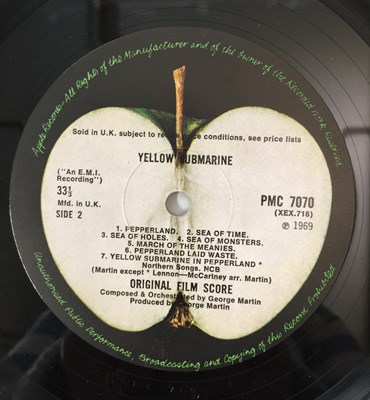 Apple Records. All Rights of the Manufacturer and of the Owner of the Recorded Work Reserved
Sold in U.K. subject to re price conditions, see price lists
YELLOW SUBMARINE
("An E.M.I.
Recording")
33⅓
Mfd. in U.K.
SIDE 2
PMC 7070
(XEX.716)
℗ 1969
1. PEPPERLAND. 2. SEA OF TIME.
3. SEA OF HOLES. 4. SEA OF MONSTERS.
5. MARCH OF THE MEANIES.
6. PEPPERLAND LAID WASTE.
7. YELLOW SUBMARINE IN PEPPERLAND *
Northern Songs. NCB
(Martin except * Lennon—McCartney arr. Martin)
ORIGINAL FILM SCORE
Composed & Orchestrated by George Martin
Produced by George Martin
Unauthorised Public Performance, Broadcasting and Copying of this Record Prohibited